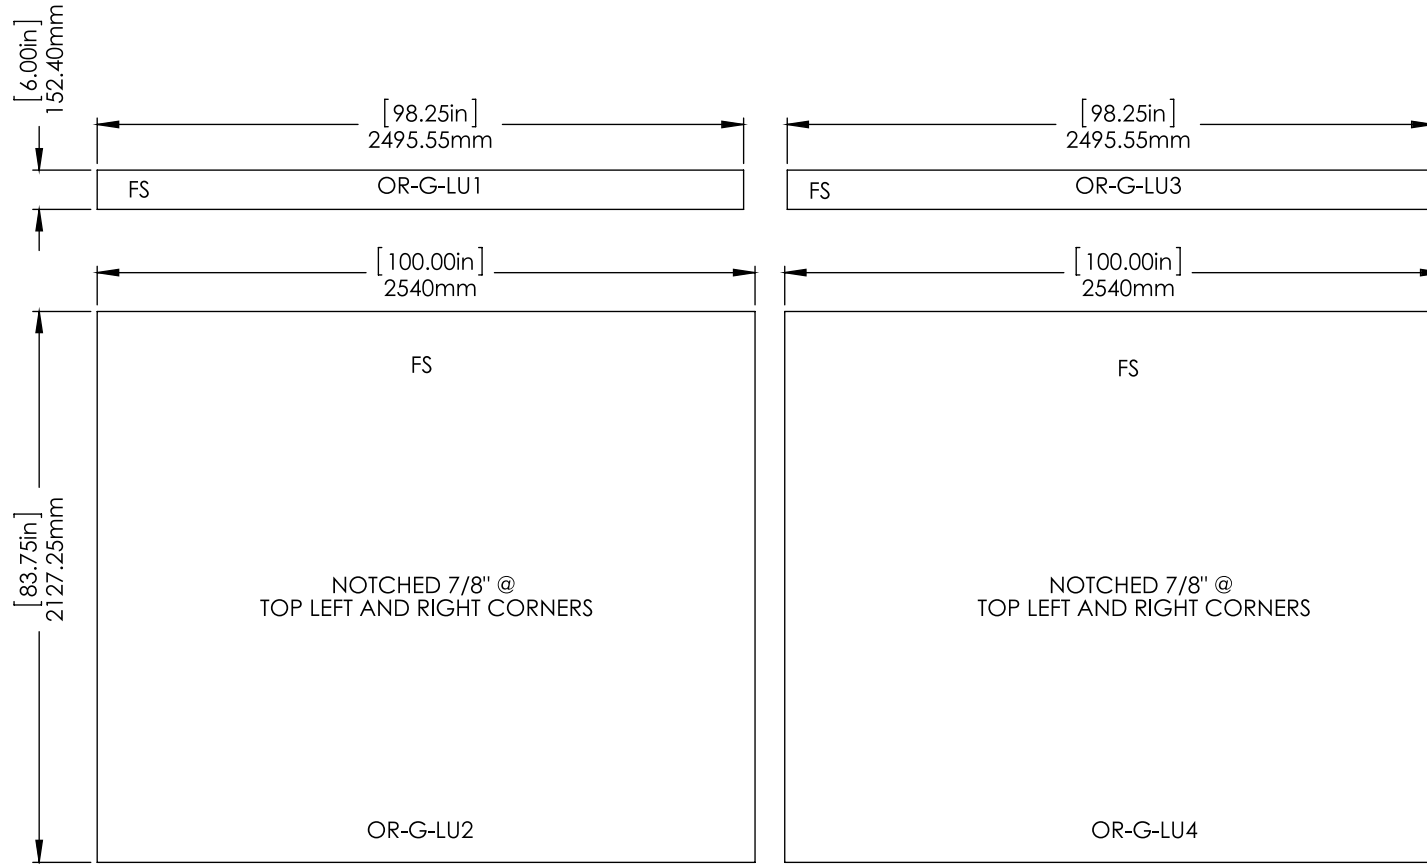 [6.00in]
152.40mm
[98.25in]
2495.55mm
[98.25in]
2495.55mm
FS
OR-G-LU1
FS
OR-G-LU3
[100.00in]
2540mm
[100.00in]
2540mm
FS
FS
[83.75in]
2127.25mm
NOTCHED 7/8" @
TOP LEFT AND RIGHT CORNERS
NOTCHED 7/8" @
TOP LEFT AND RIGHT CORNERS
OR-G-LU2
OR-G-LU4